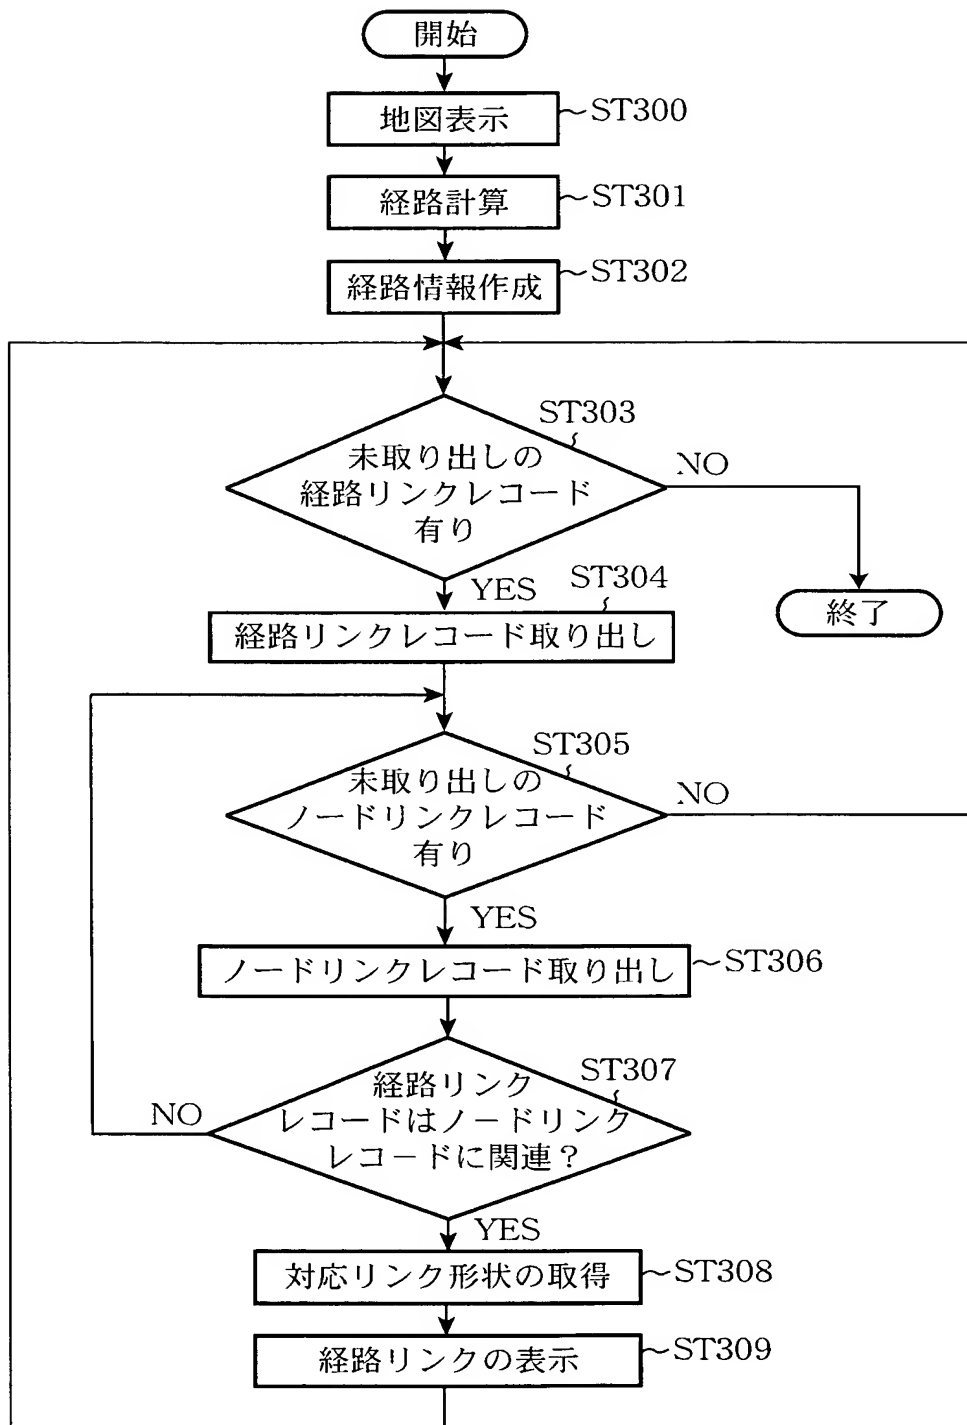 開始
地図表示
ST300
経路計算
ST301
経路情報作成
ST302
ST303
未取り出しの
経路リンクレコード
有り
NO
YES
ST304
終了
経路リンクレコード取り出し
ST305
未取り出しの
ノードリンクレコード
有り
NO
YES
ノードリンクレコード取り出し
ST306
ST307
経路リンク
レコードはノードリンク
レコードに関連?
NO
YES
対応リンク形状の取得
ST308
経路リンクの表示
ST309